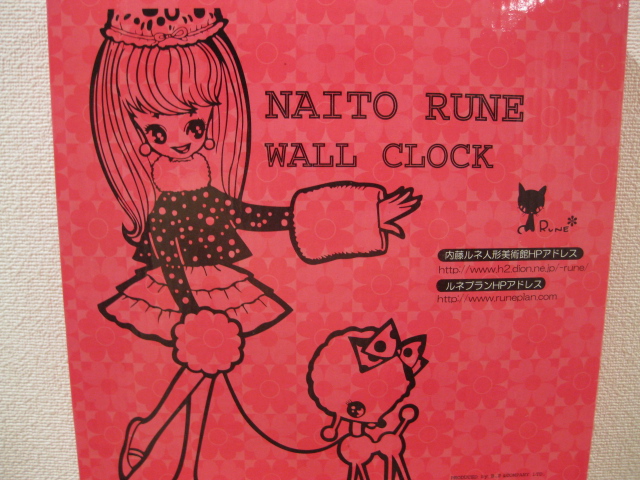 NAITO RUNE
WALL CLOCK
RUNE
内藤ルネ人形美術館HPアドレス
http://www.h2.dion.ne.jp/~rune/
ルネプランHPアドレス
http://www.runeplan.com/